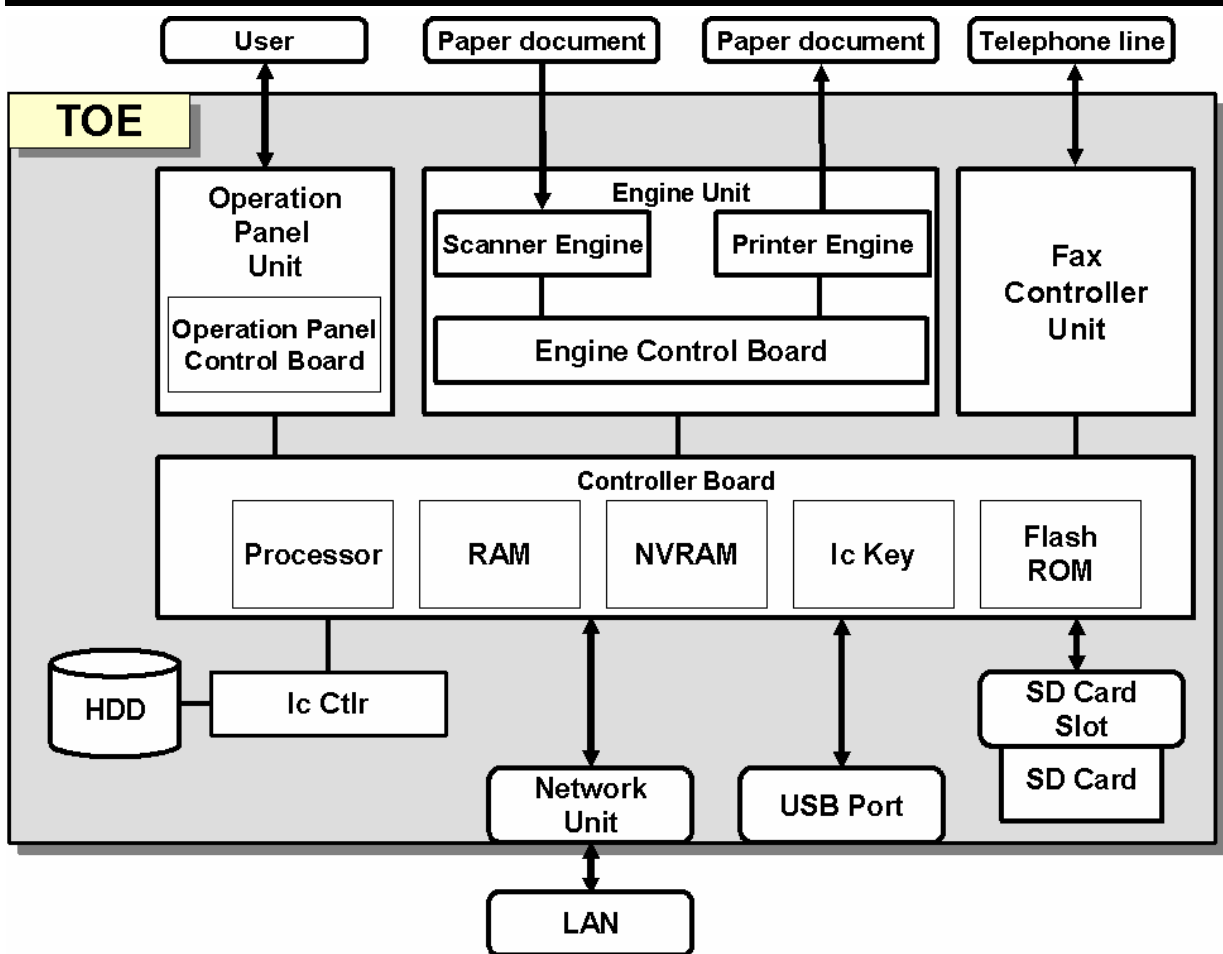 User
Paper document
Paper document
Telephone line
TOE
Operation
Panel
Unit
Operation Panel
Control Board
Engine Unit
Scanner Engine
Printer Engine
Engine Control Board
Fax
Controller
Unit
Controller Board
Processor
RAM
NVRAM
Ic Key
Flash
ROM
HDD
Ic Ctlr
Network
Unit
USB Port
SD Card
Slot
SD Card
LAN